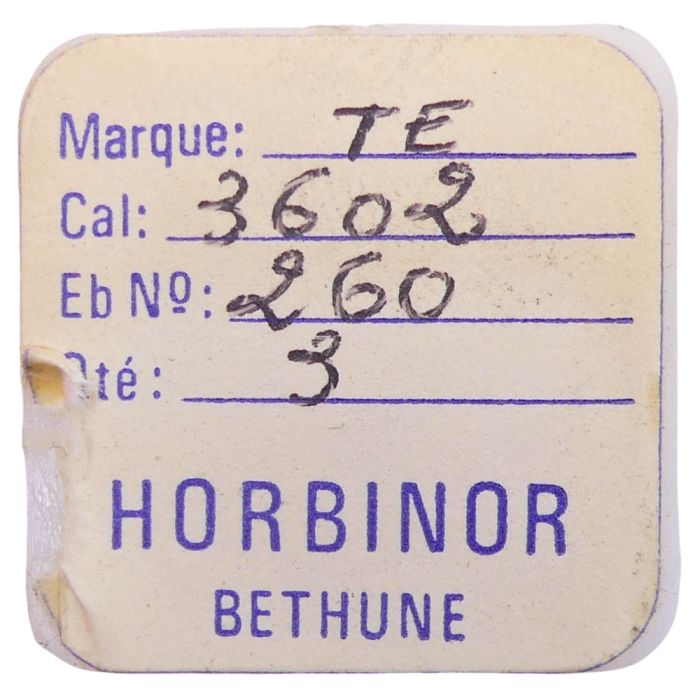 Marque: TE
Cal: 3602
Eb Nº: 260
Qté: 3
HORBINOR
BETHUNE